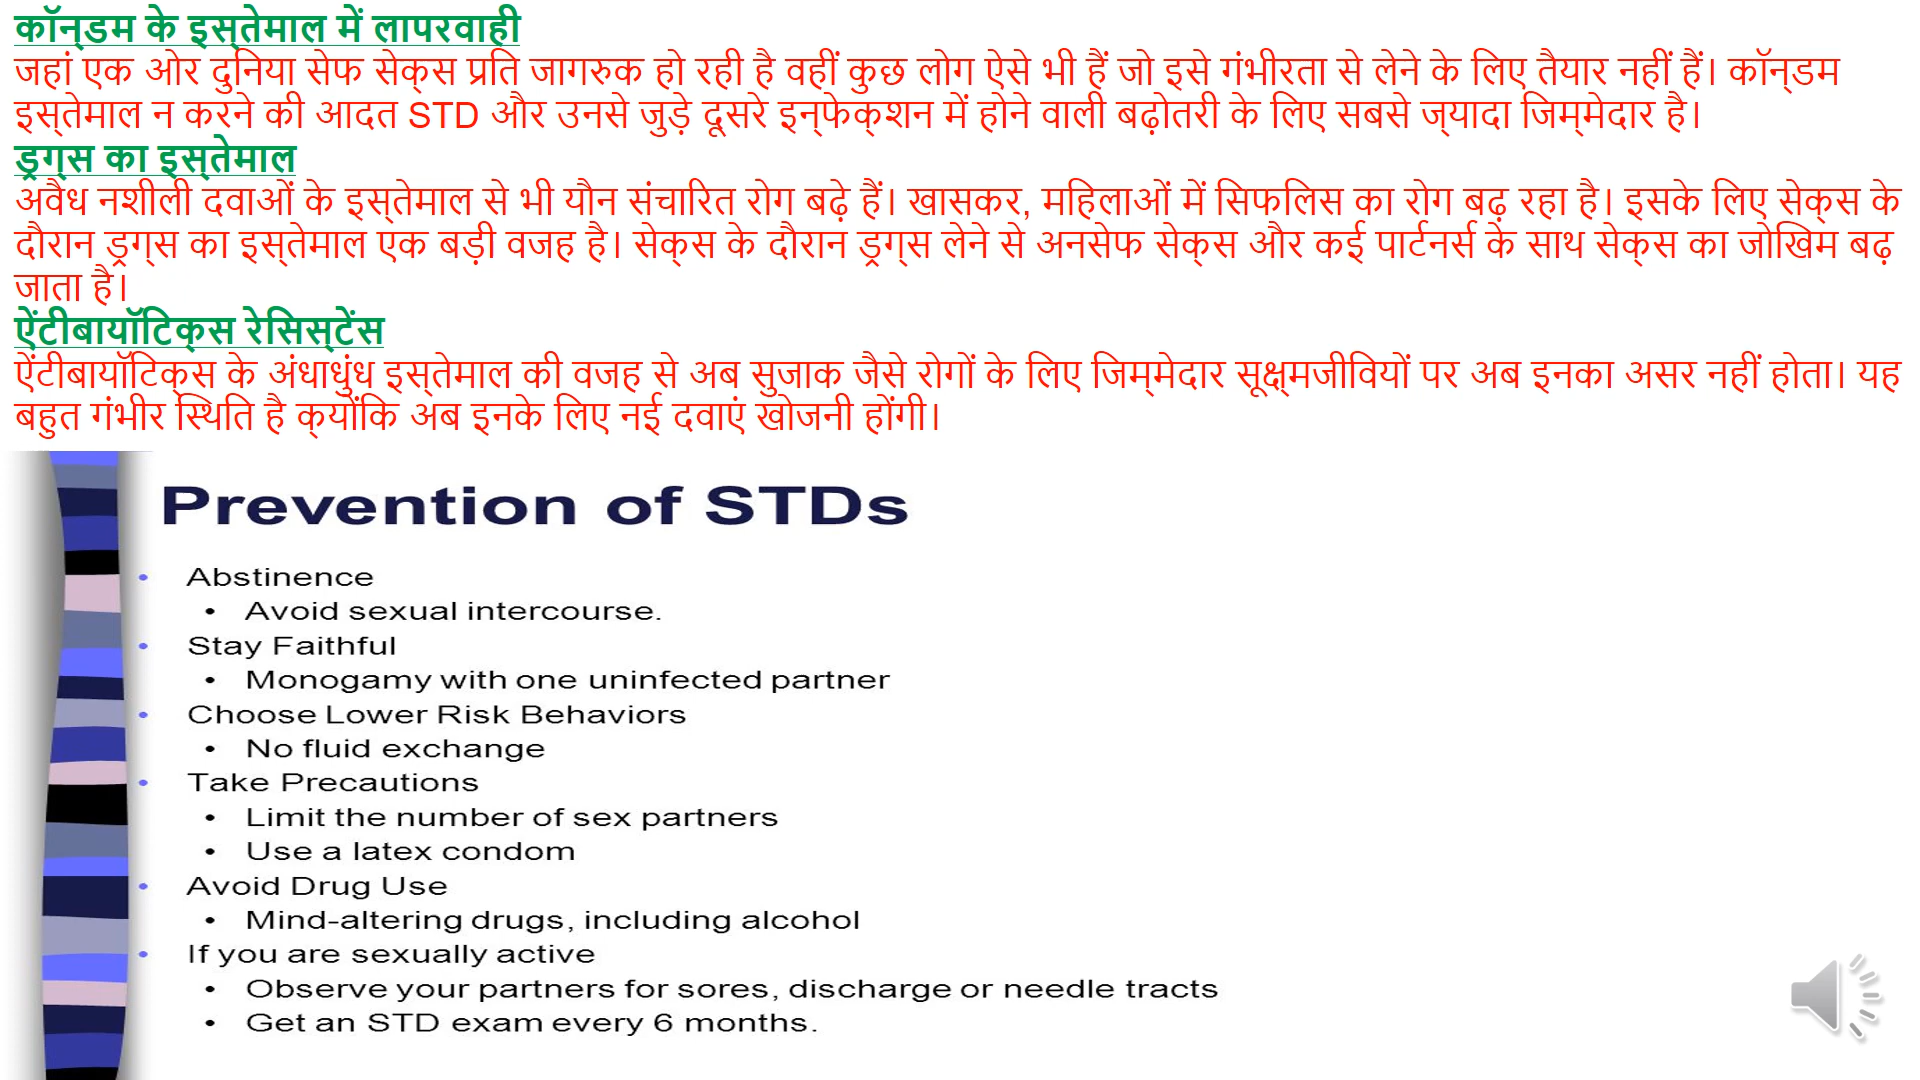 कॉन्डम के इस्तेमाल में लापरवाही
जहां एक ओर दुनिया सेफ सेक्स प्रति जागरुक हो रही है वहीं कुछ लोग ऐसे भी हैं जो इसे गंभीरता से लेने के लिए तैयार नहीं हैं। कॉन्डम
इस्तेमाल न करने की आदत STD और उनसे जुड़े दूसरे इन्फेक्शन में होने वाली बढ़ोतरी के लिए सबसे ज्यादा जिम्मेदार है।
ड्रग्स का इस्तेमाल
अवैध नशीली दवाओं के इस्तेमाल से भी यौन संचारित रोग बढ़े हैं। खासकर, महिलाओं में सिफलिस का रोग बढ़ रहा है। इसके लिए सेक्स के
दौरान ड्रग्स का इस्तेमाल एक बड़ी वजह है। सेक्स के दौरान ड्रग्स लेने से अनसेफ सेक्स और कई पार्टनर्स के साथ सेक्स का जोखिम बढ़
जाता है।
ऐंटीबायॉटिक्स रेसिस्टेंस
ऐंटीबायॉटिक्स के अंधाधुंध इस्तेमाल की वजह से अब सुजाक जैसे रोगों के लिए जिम्मेदार सूक्ष्मजीवियों पर अब इनका असर नहीं होता। यह
बहुत गंभीर स्थिति है क्योंकि अब इनके लिए नई दवाएं खोजनी होंगी।
Prevention of STDs
• Abstinence
• Avoid sexual intercourse.
• Stay Faithful
• Monogamy with one uninfected partner
• Choose Lower Risk Behaviors
• No fluid exchange
• Take Precautions
• Limit the number of sex partners
• Use a latex condom
• Avoid Drug Use
• Mind-altering drugs, including alcohol
• If you are sexually active
• Observe your partners for sores, discharge or needle tracts
• Get an STD exam every 6 months.